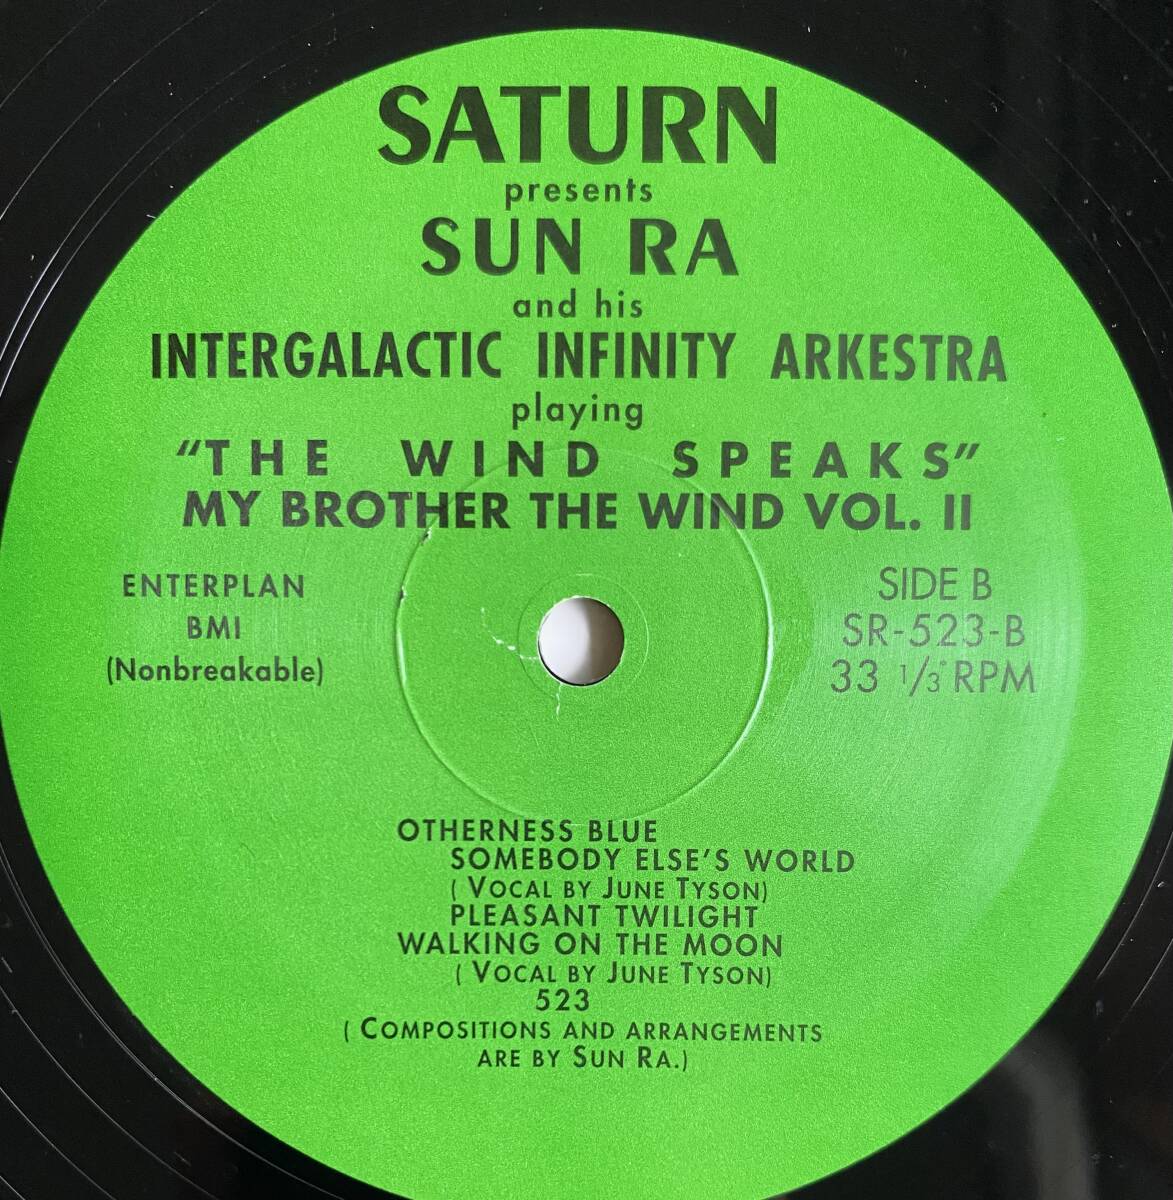 SATURN
presents
SUN RA
and his
INTERGALACTIC INFINITY ARKESTRA
playing
"THE WIND SPEAKS"
MY BROTHER THE WIND VOL. II
ENTERPLAN
BMI
(Nonbreakable)
SIDE B
SR-523-B
33 1/3 RPM
OTHERNESS BLUE
SOMEBODY ELSE'S WORLD
( VOCAL BY JUNE TYSON)
PLEASANT TWILIGHT
WALKING ON THE MOON
( VOCAL BY JUNE TYSON)
523
( COMPOSITIONS AND ARRANGEMENTS
ARE BY SUN RA.)